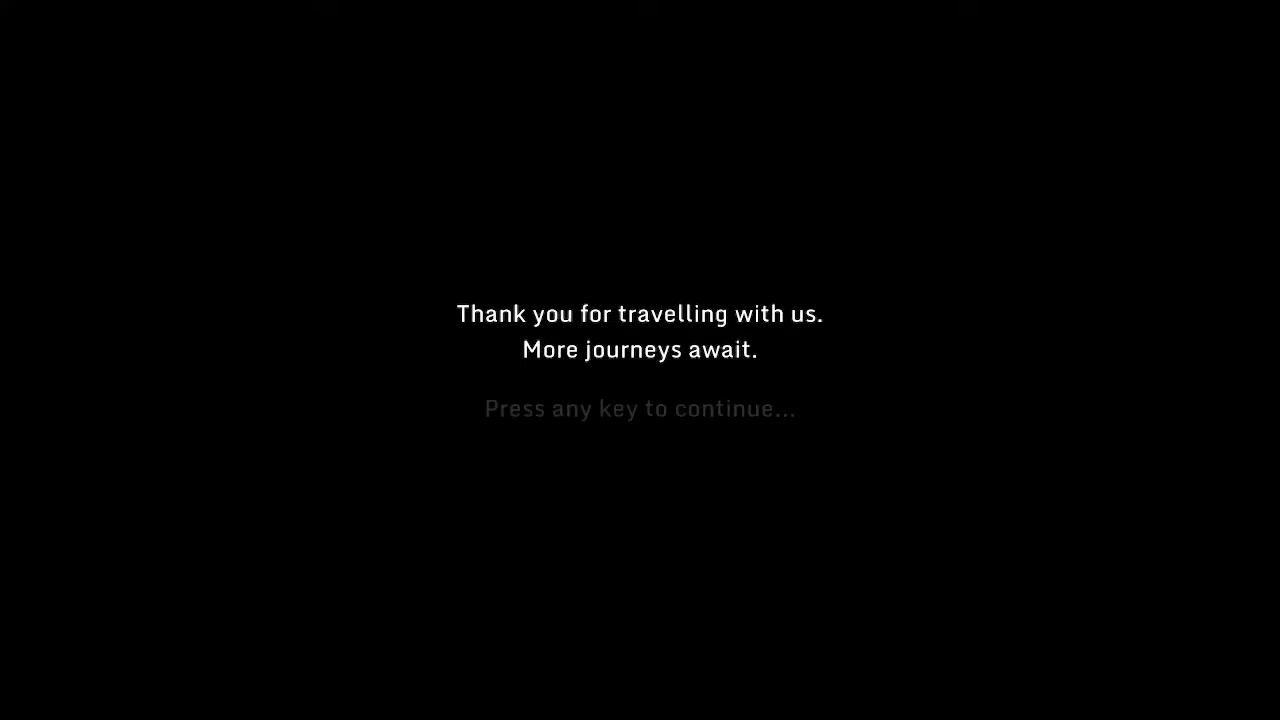 Thank you for travelling with us.
More journeys await.
Press any key to continue...